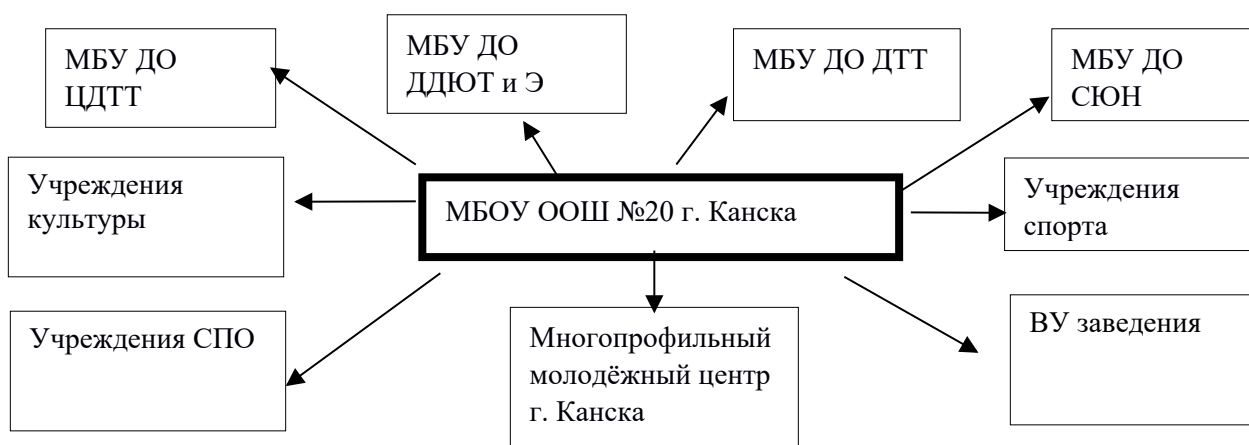 МБУ ДО
ЦДТТ
МБУ ДО
ДДЮТ и Э
МБУ ДО ДТТ
МБУ ДО
СЮН
Учреждения
культуры
МБОУ ООШ №20 г. Канска
Учреждения
спорта
Учреждения СПО
Многопрофильный
молодёжный центр
г. Канска
ВУ заведения